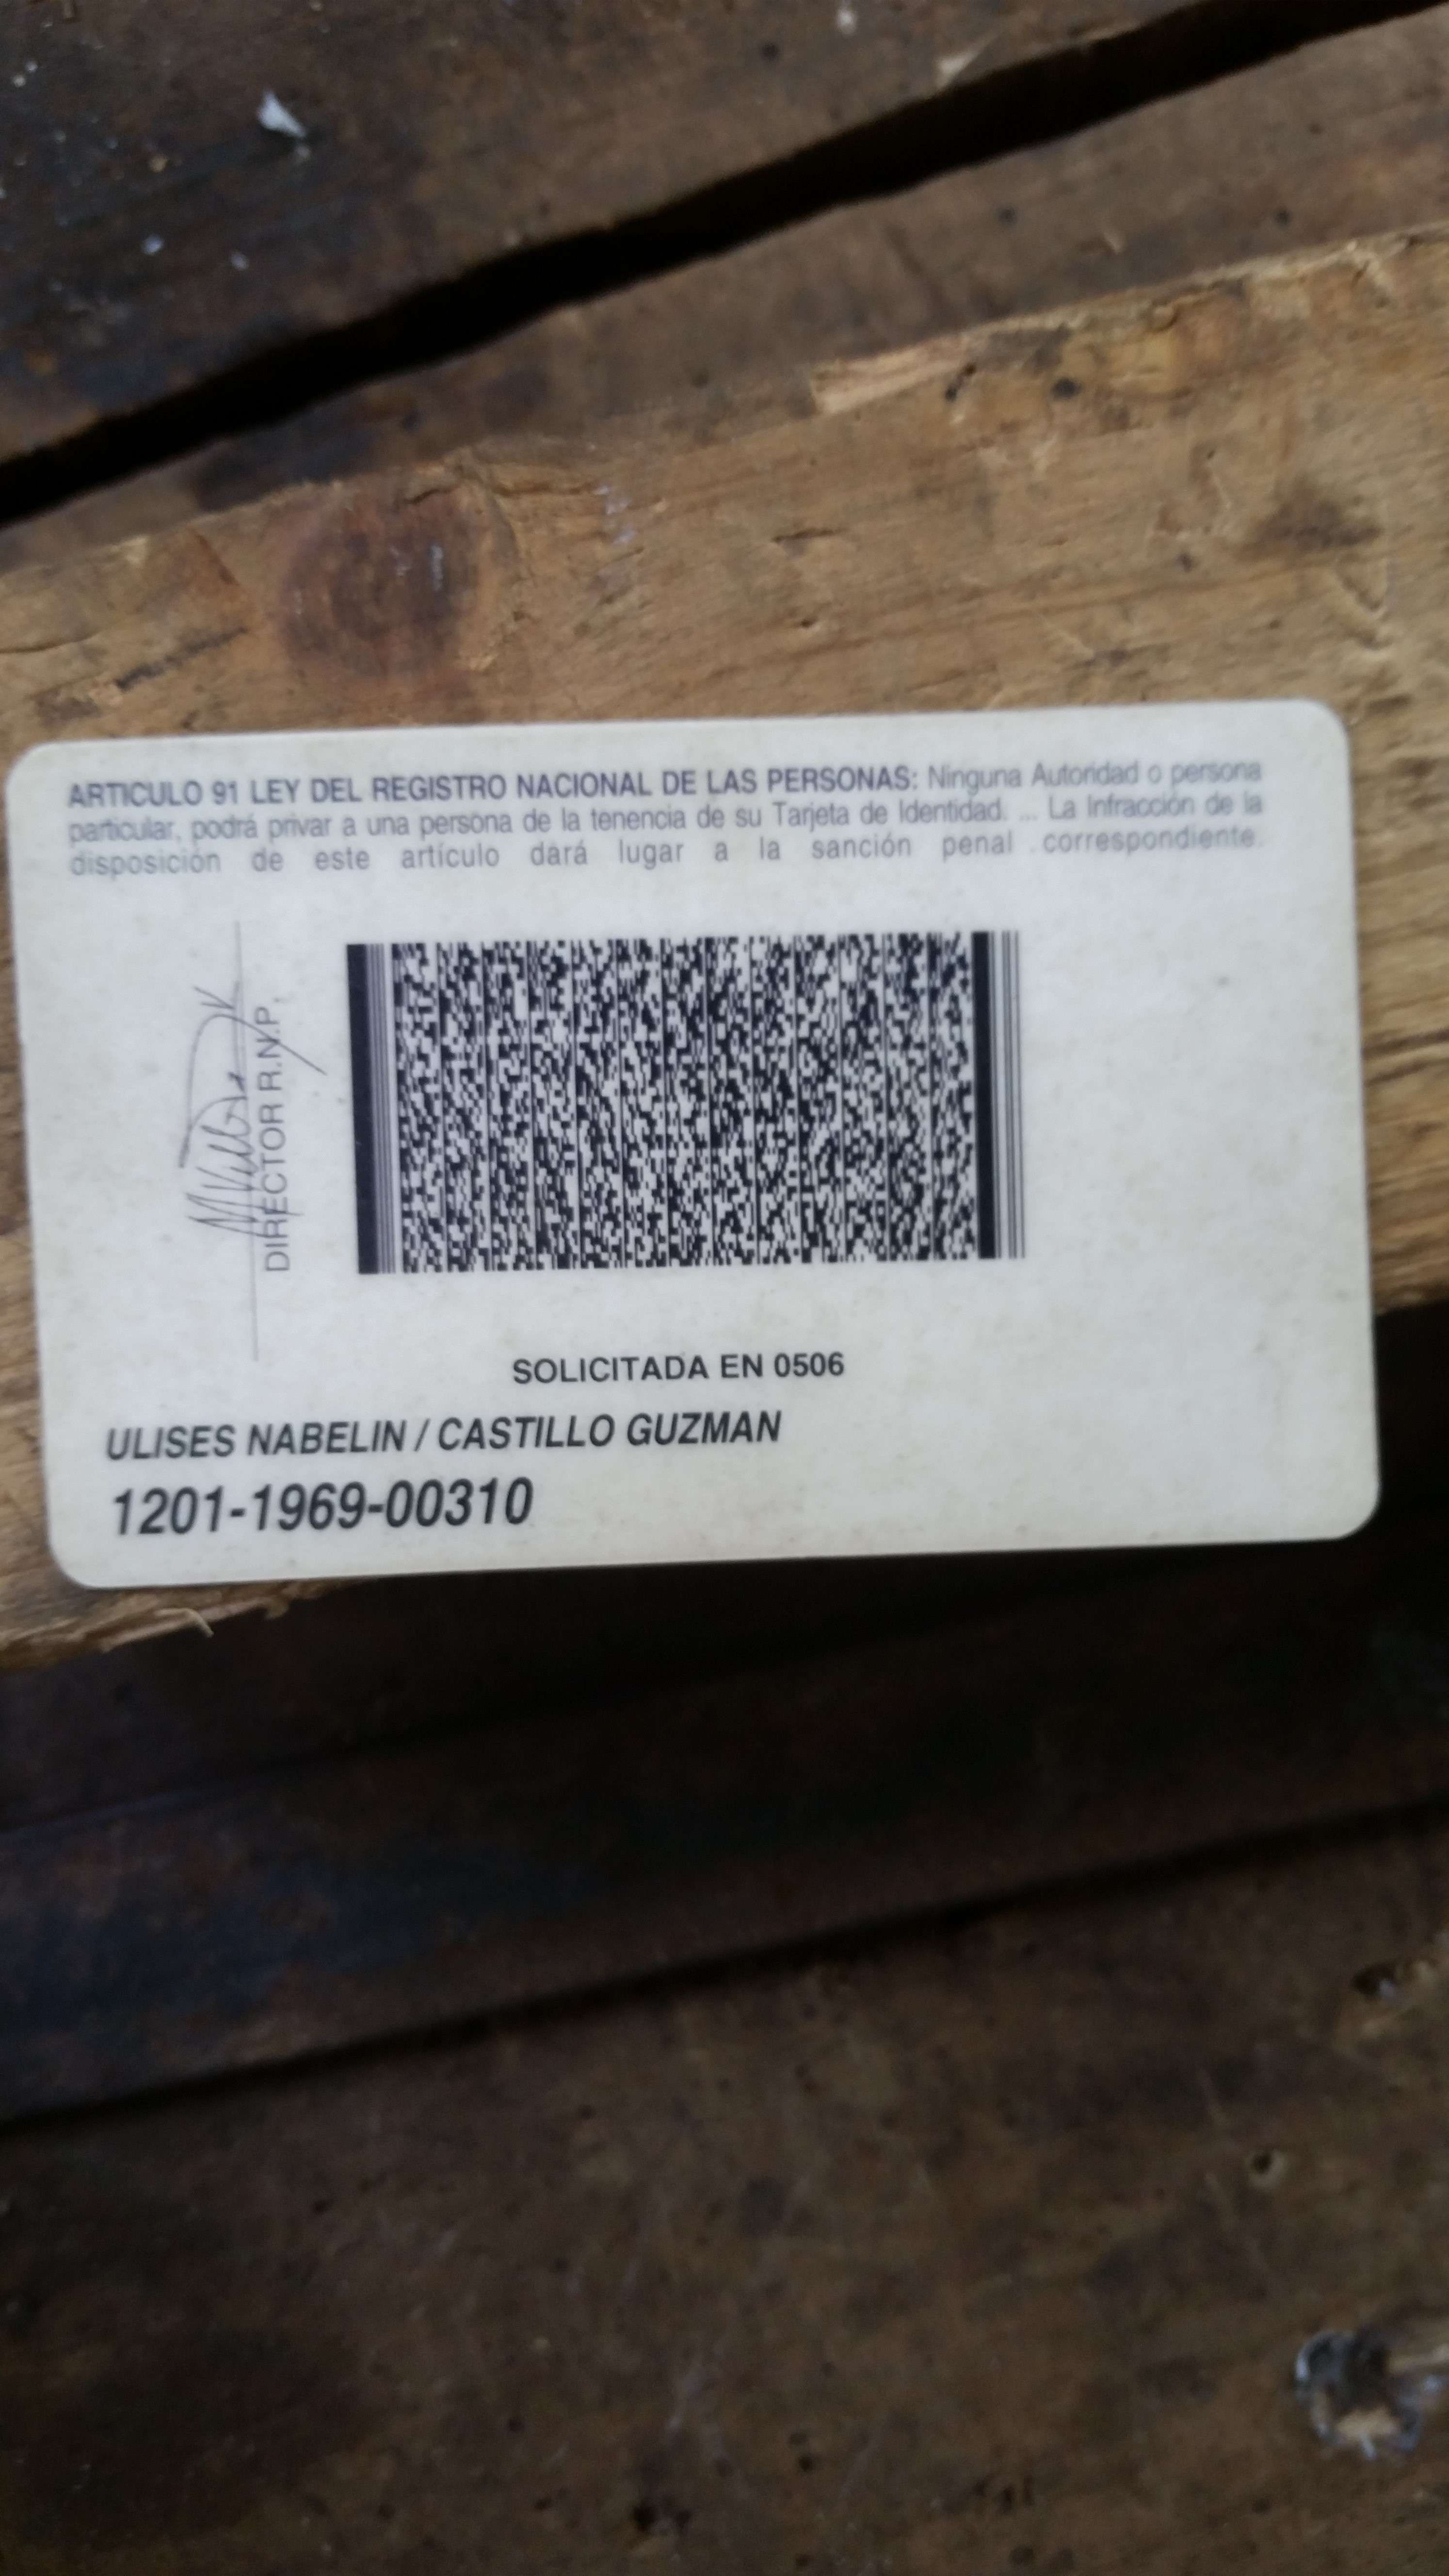 ARTICULO 91 LEY DEL REGISTRO NACIONAL DE LAS PERSONAS: Ninguna Autoridad o persona
particular, podrá privar a una persona de la tenencia de su Tarjeta de Identidad. ... La Infracción de la
disposición de este artículo dará lugar a la sanción penal correspondiente.
DIRECTOR R.N.P.
SOLICITADA EN 0506
ULISES NABELIN / CASTILLO GUZMAN
1201-1969-00310